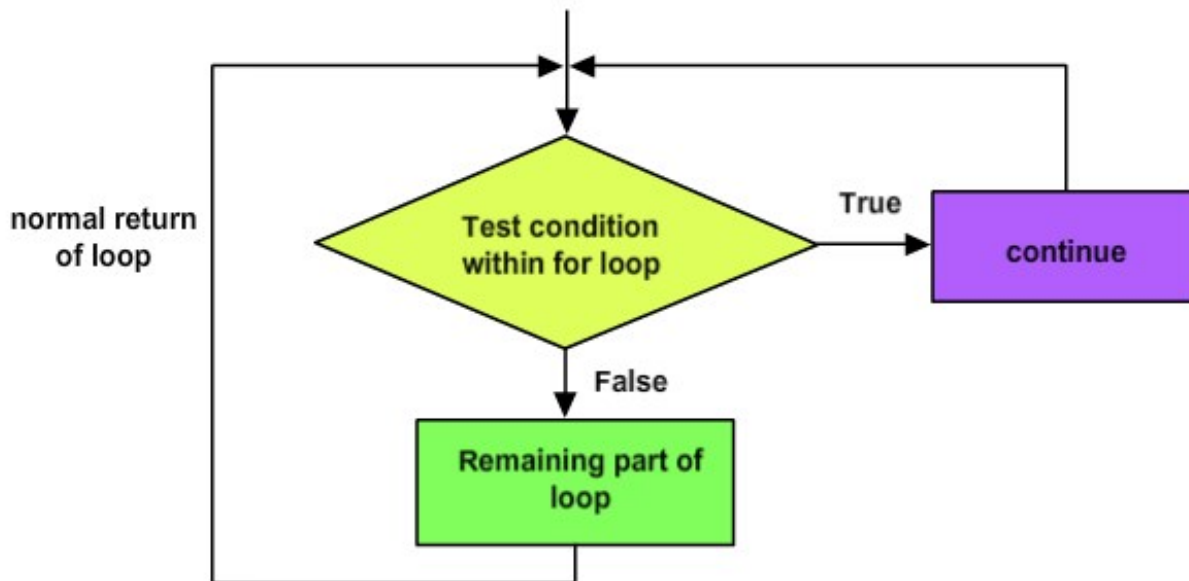 normal return
of loop
Test condition
within for loop
True
continue
False
Remaining part of
loop